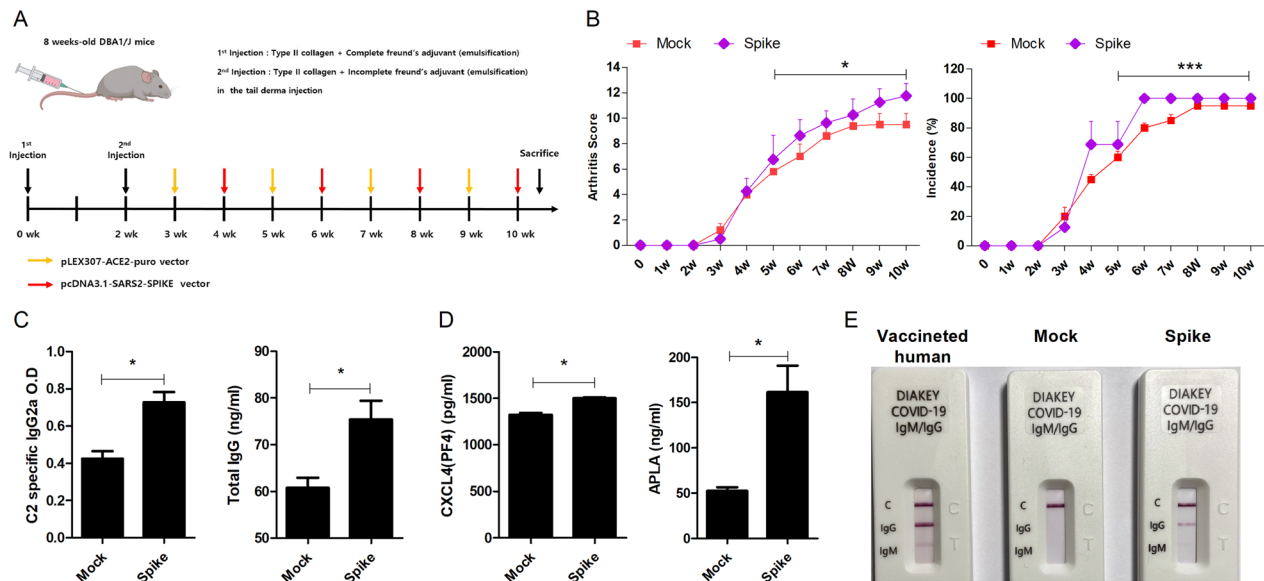 A
8 weeks-old DBA1/J mice
1st Injection : Type II collagen + Complete freund's adjuvant (emulsification)
2nd Injection : Type II collagen + Incomplete freund's adjuvant (emulsification)
in the tail derma injection
1st
Injection
2nd
Injection
Sacrifice
0 wk 2 wk 3 wk 4 wk 5 wk 6 wk 7 wk 8 wk 9 wk 10 wk
pLEX307-ACE2-puro vector
pcDNA3.1-SARS2-SPIKE vector
B
Mock Spike
*
Arthritis Score
14
12
10
8
6
4
2
0
0 1w 2w 3w 4w 5w 6w 7w 8W 9w 10w
Mock Spike
***
Incidence (%)
120
100
80
60
40
20
0
0 1w 2w 3w 4w 5w 6w 7w 8W 9w 10w
C
*
C2 specific IgG2a O.D
1.0
0.8
0.6
0.4
0.2
0.0
Mock Spike
*
Total IgG (ng/ml)
90
80
70
60
50
Mock Spike
D
*
CXCL4(PF4) (pg/ml)
2000
1500
1000
500
0
Mock Spike
*
APLA (ng/ml)
200
150
100
50
0
Mock Spike
E
Vaccineted
human
Mock
Spike
DIAKEY
COVID-19
IgM/IgG
C
IgG
IgM
C
T
DIAKEY
COVID-19
IgM/IgG
C
IgG
IgM
C
T
DIAKEY
COVID-19
IgM/IgG
C
IgG
IgM
C
T